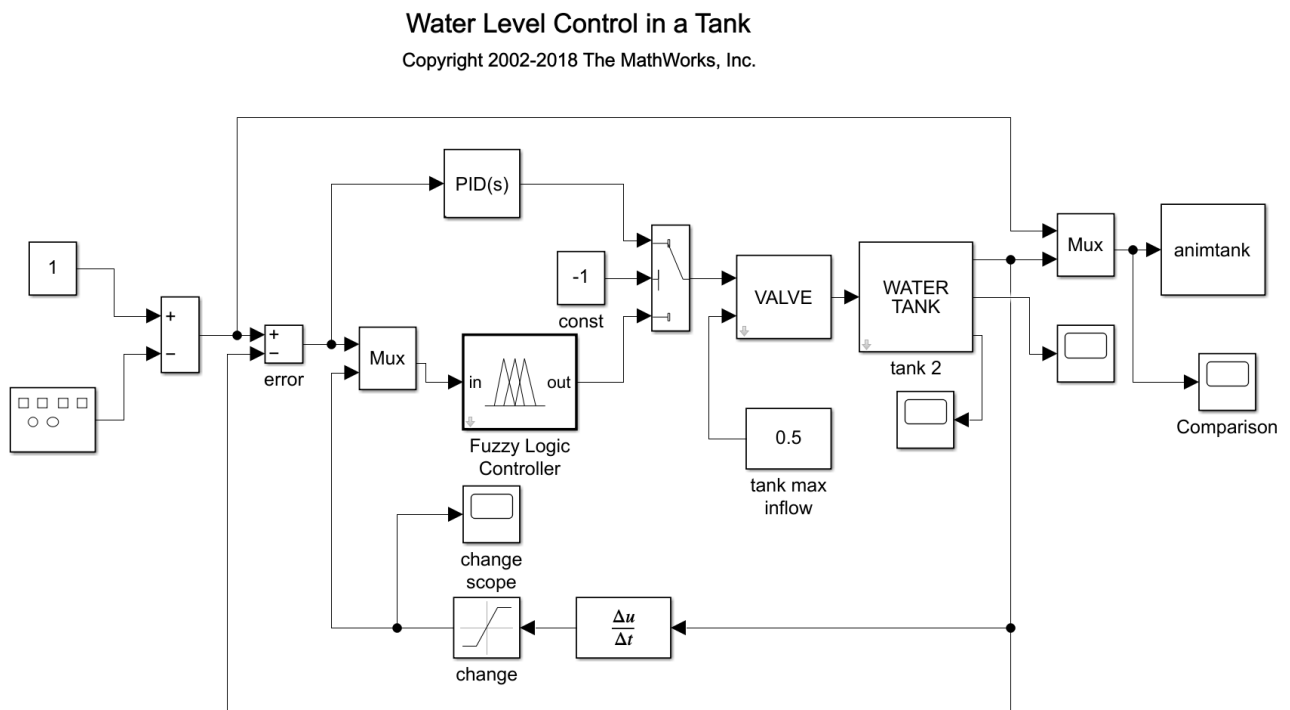 Water Level Control in a Tank
Copyright 2002-2018 The MathWorks, Inc.
PID(s)
1
+
−
+
−
error
Mux
in
out
Fuzzy Logic
Controller
-1
const
VALVE
WATER
TANK
tank 2
0.5
tank max
inflow
Mux
animtank
Comparison
change
scope
change
Δu
Δt